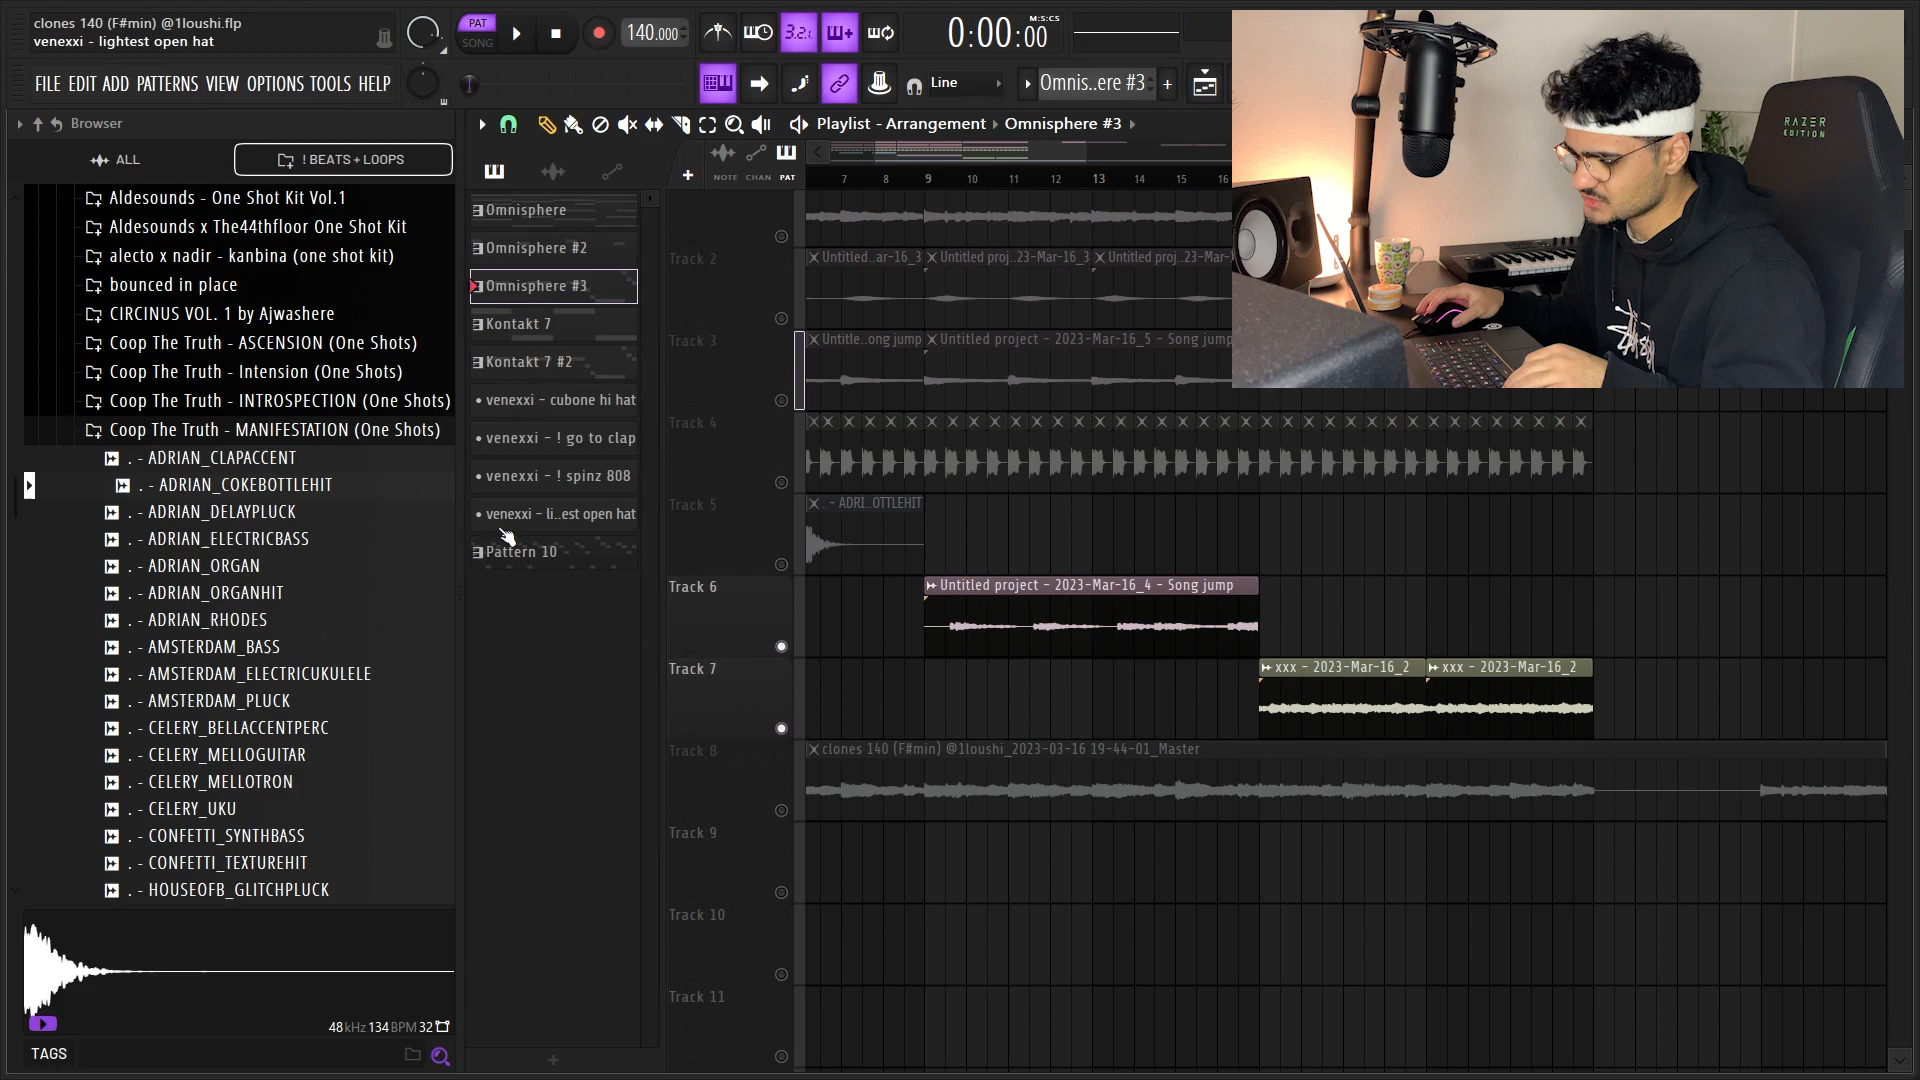 clones 140 (F#min) @1loushi.flp
venexxi - lightest open hat
PAT
SONG
140.000
3.2.1
0:00:00
M:S:CS
FILE EDIT ADD PATTERNS VIEW OPTIONS TOOLS HELP
Line
Omnis..ere #3
+
RAZER
EDITION
Browser
ALL
! BEATS + LOOPS
Aldesounds - One Shot Kit Vol.1
Aldesounds x The44thfloor One Shot Kit
alecto x nadir - kanbina (one shot kit)
bounced in place
CIRCINUS VOL. 1 by Ajwashere
Coop The Truth - ASCENSION (One Shots)
Coop The Truth - Intension (One Shots)
Coop The Truth - INTROSPECTION (One Shots)
Coop The Truth - MANIFESTATION (One Shots)
. - ADRIAN_CLAPACCENT
. - ADRIAN_COKEBOTTLEHIT
. - ADRIAN_DELAYPLUCK
. - ADRIAN_ELECTRICBASS
. - ADRIAN_ORGAN
. - ADRIAN_ORGANHIT
. - ADRIAN_RHODES
. - AMSTERDAM_BASS
. - AMSTERDAM_ELECTRICUKULELE
. - AMSTERDAM_PLUCK
. - CELERY_BELLACCENTPERC
. - CELERY_MELLOGUITAR
. - CELERY_MELLOTRON
. - CELERY_UKU
. - CONFETTI_SYNTHBASS
. - CONFETTI_TEXTUREHIT
. - HOUSEOFB_GLITCHPLUCK
48kHz 134 BPM 32
TAGS
Playlist - Arrangement › Omnisphere #3
NOTE CHAN PAT
7 8 9 10 11 12 13 14 15 16
Omnisphere
Omnisphere #2
Omnisphere #3
Kontakt 7
Kontakt 7 #2
venexxi - cubone hi hat
venexxi - ! go to clap
venexxi - ! spinz 808
venexxi - li..est open hat
Pattern 10
Track 2
Untitled..ar-16_3
Untitled proj..23-Mar-16_3
Untitled proj..23-Mar-
Track 3
Untitle..ong jump
Untitled project - 2023-Mar-16_5 - Song jump
Track 4
Track 5
. - ADRI..OTTLEHIT
Track 6
Untitled project - 2023-Mar-16_4 - Song jump
Track 7
xxx - 2023-Mar-16_2
xxx - 2023-Mar-16_2
Track 8
clones 140 (F#min) @1loushi_2023-03-16 19-44-01_Master
Track 9
Track 10
Track 11